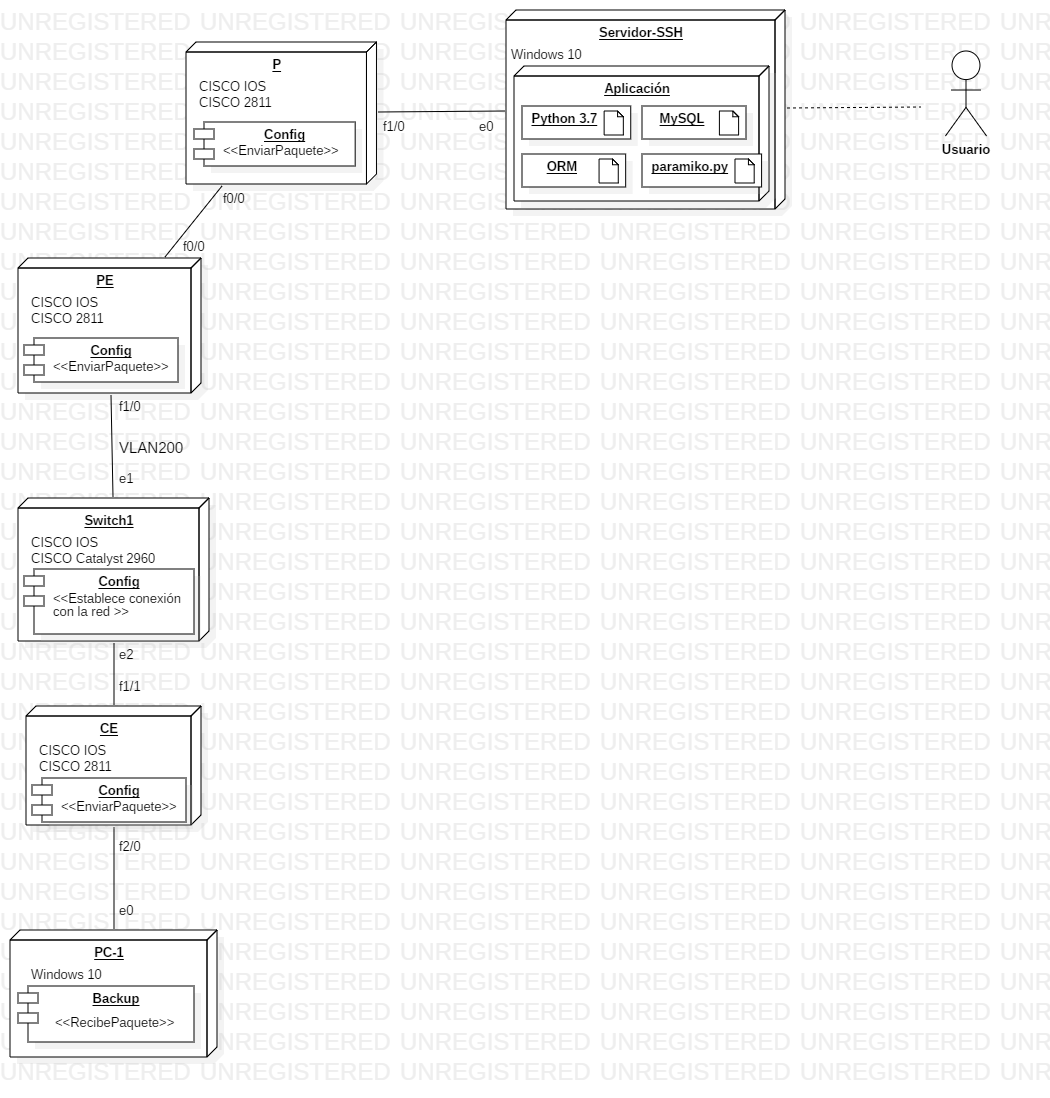 Servidor-SSH
Windows 10
Aplicación
Python 3.7
MySQL
ORM
paramiko.py
Usuario
P
CISCO IOS
CISCO 2811
Config
<<EnviarPaquete>>
f1/0
e0
f0/0
f0/0
PE
CISCO IOS
CISCO 2811
Config
<<EnviarPaquete>>
f1/0
VLAN200
e1
Switch1
CISCO IOS
CISCO Catalyst 2960
Config
<<Establece conexión
con la red >>
e2
f1/1
CE
CISCO IOS
CISCO 2811
Config
<<EnviarPaquete>>
f2/0
e0
PC-1
Windows 10
Backup
<<RecibePaquete>>
UNREGISTERED